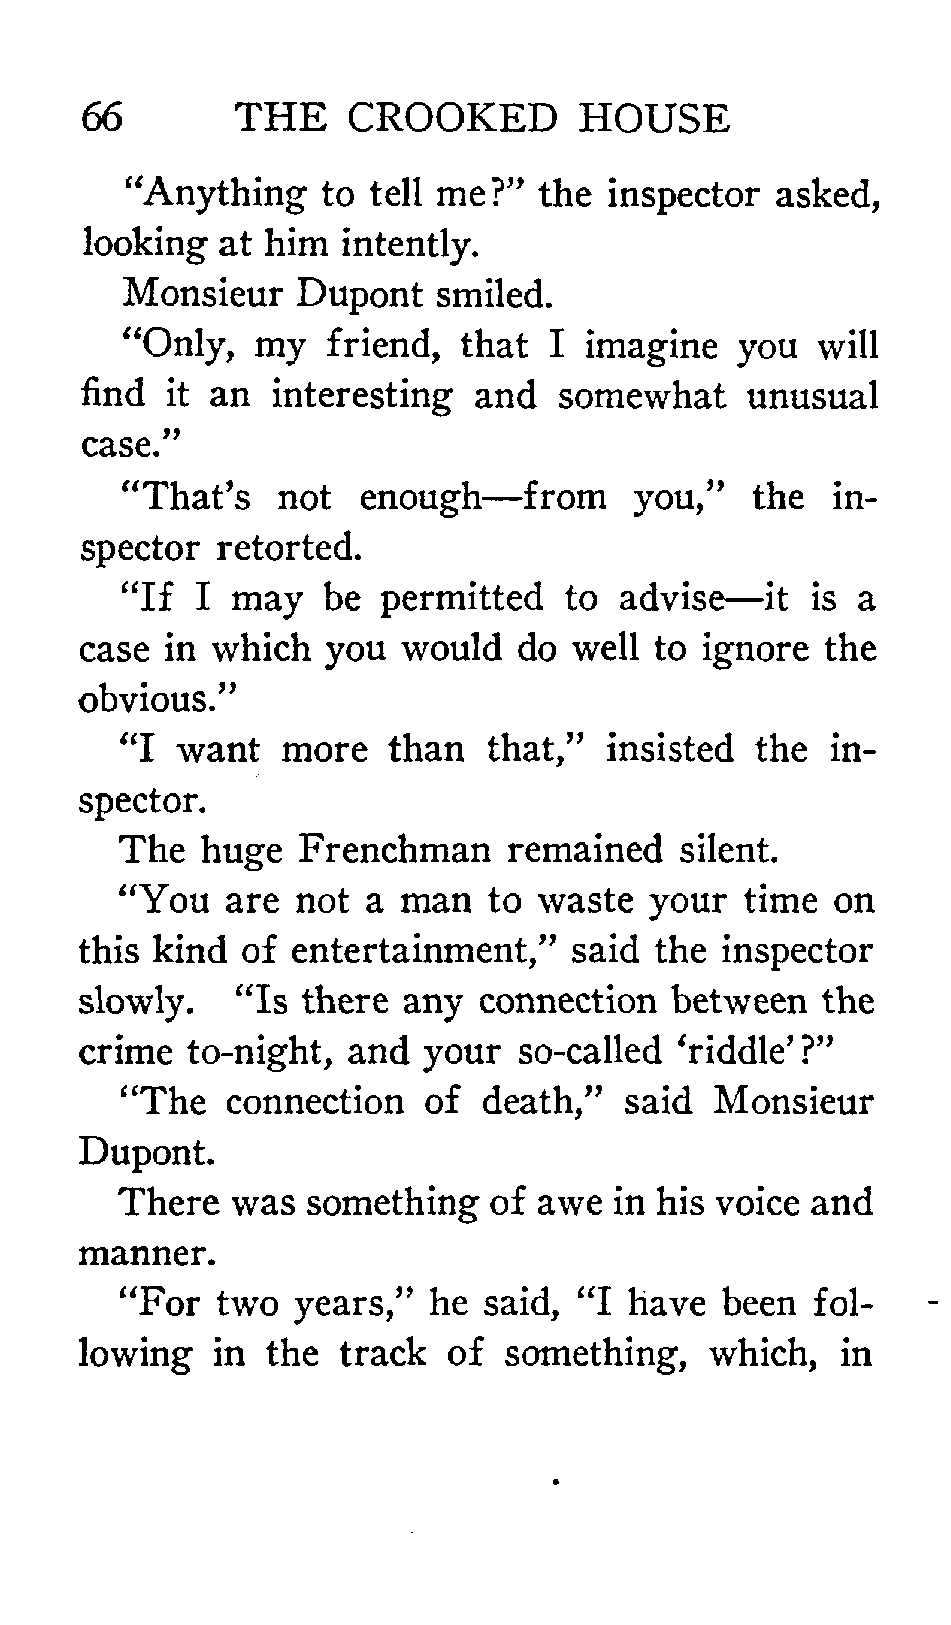 66 THE CROOKED HOUSE
"Anything to tell me?" the inspector asked,
looking at him intently.
Monsieur Dupont smiled.
"Only, my friend, that I imagine you will
find it an interesting and somewhat unusual
case."
"That's not enough—from you," the in-
spector retorted.
"If I may be permitted to advise—it is a
case in which you would do well to ignore the
obvious."
"I want more than that," insisted the in-
spector.
The huge Frenchman remained silent.
"You are not a man to waste your time on
this kind of entertainment," said the inspector
slowly. "Is there any connection between the
crime to-night, and your so-called 'riddle'?"
"The connection of death," said Monsieur
Dupont.
There was something of awe in his voice and
manner.
"For two years," he said, "I have been fol-
lowing in the track of something, which, in